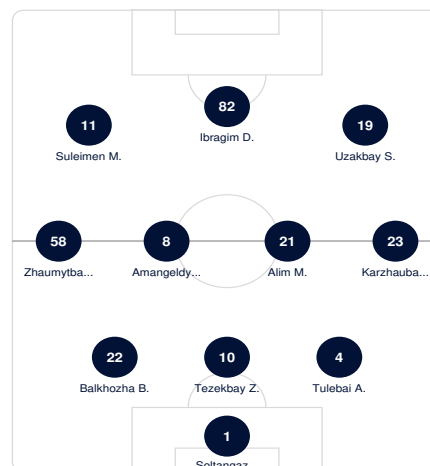 82
Ibragim D.
11
Suleimen M.
19
Uzakbay S.
58
Zhaumytba...
8
Amangeldy...
21
Alim M.
23
Karzhauba...
22
Balkhozha B.
10
Tezekbay Z.
4
Tulebai A.
1